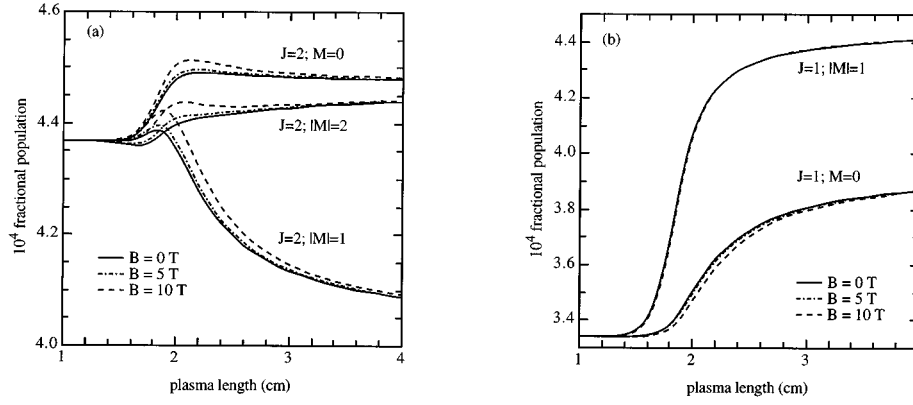 (a)
4.6
4.4
4.2
4.0
10⁴ fractional population
J=2; M=0
J=2; |M|=2
J=2; |M|=1
B = 0 T
B = 5 T
B = 10 T
1
2
3
4
plasma length (cm)
(b)
4.4
4.2
4.0
3.8
3.6
3.4
10⁴ fractional population
J=1; |M|=1
J=1; M=0
B = 0 T
B = 5 T
B = 10 T
1
2
3
plasma length (cm)